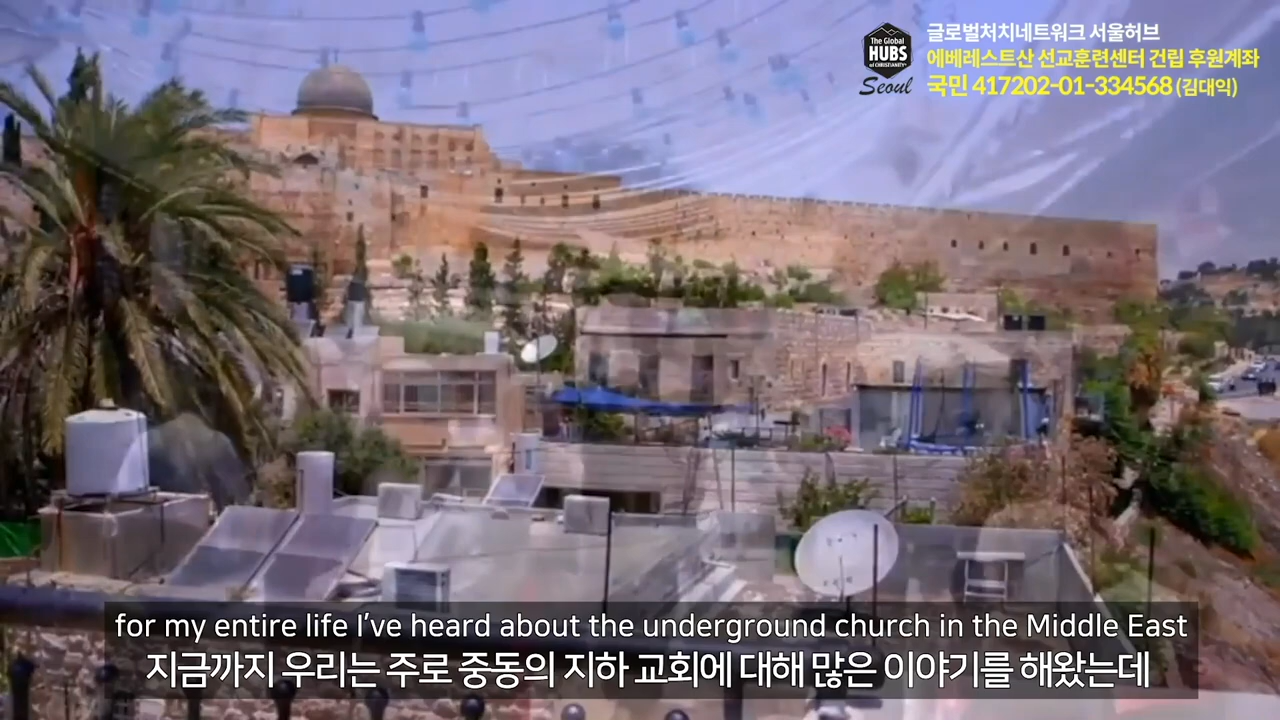 The Global
HUBS
of CHRISTIANITY
Seoul
글로벌처치네트워크 서울허브
에베레스트산 선교훈련센터 건립 후원계좌
국민 417202-01-334568 (김대익)
for my entire life I've heard about the underground church in the Middle East
지금까지 우리는 주로 중동의 지하 교회에 대해 많은 이야기를 해왔는데